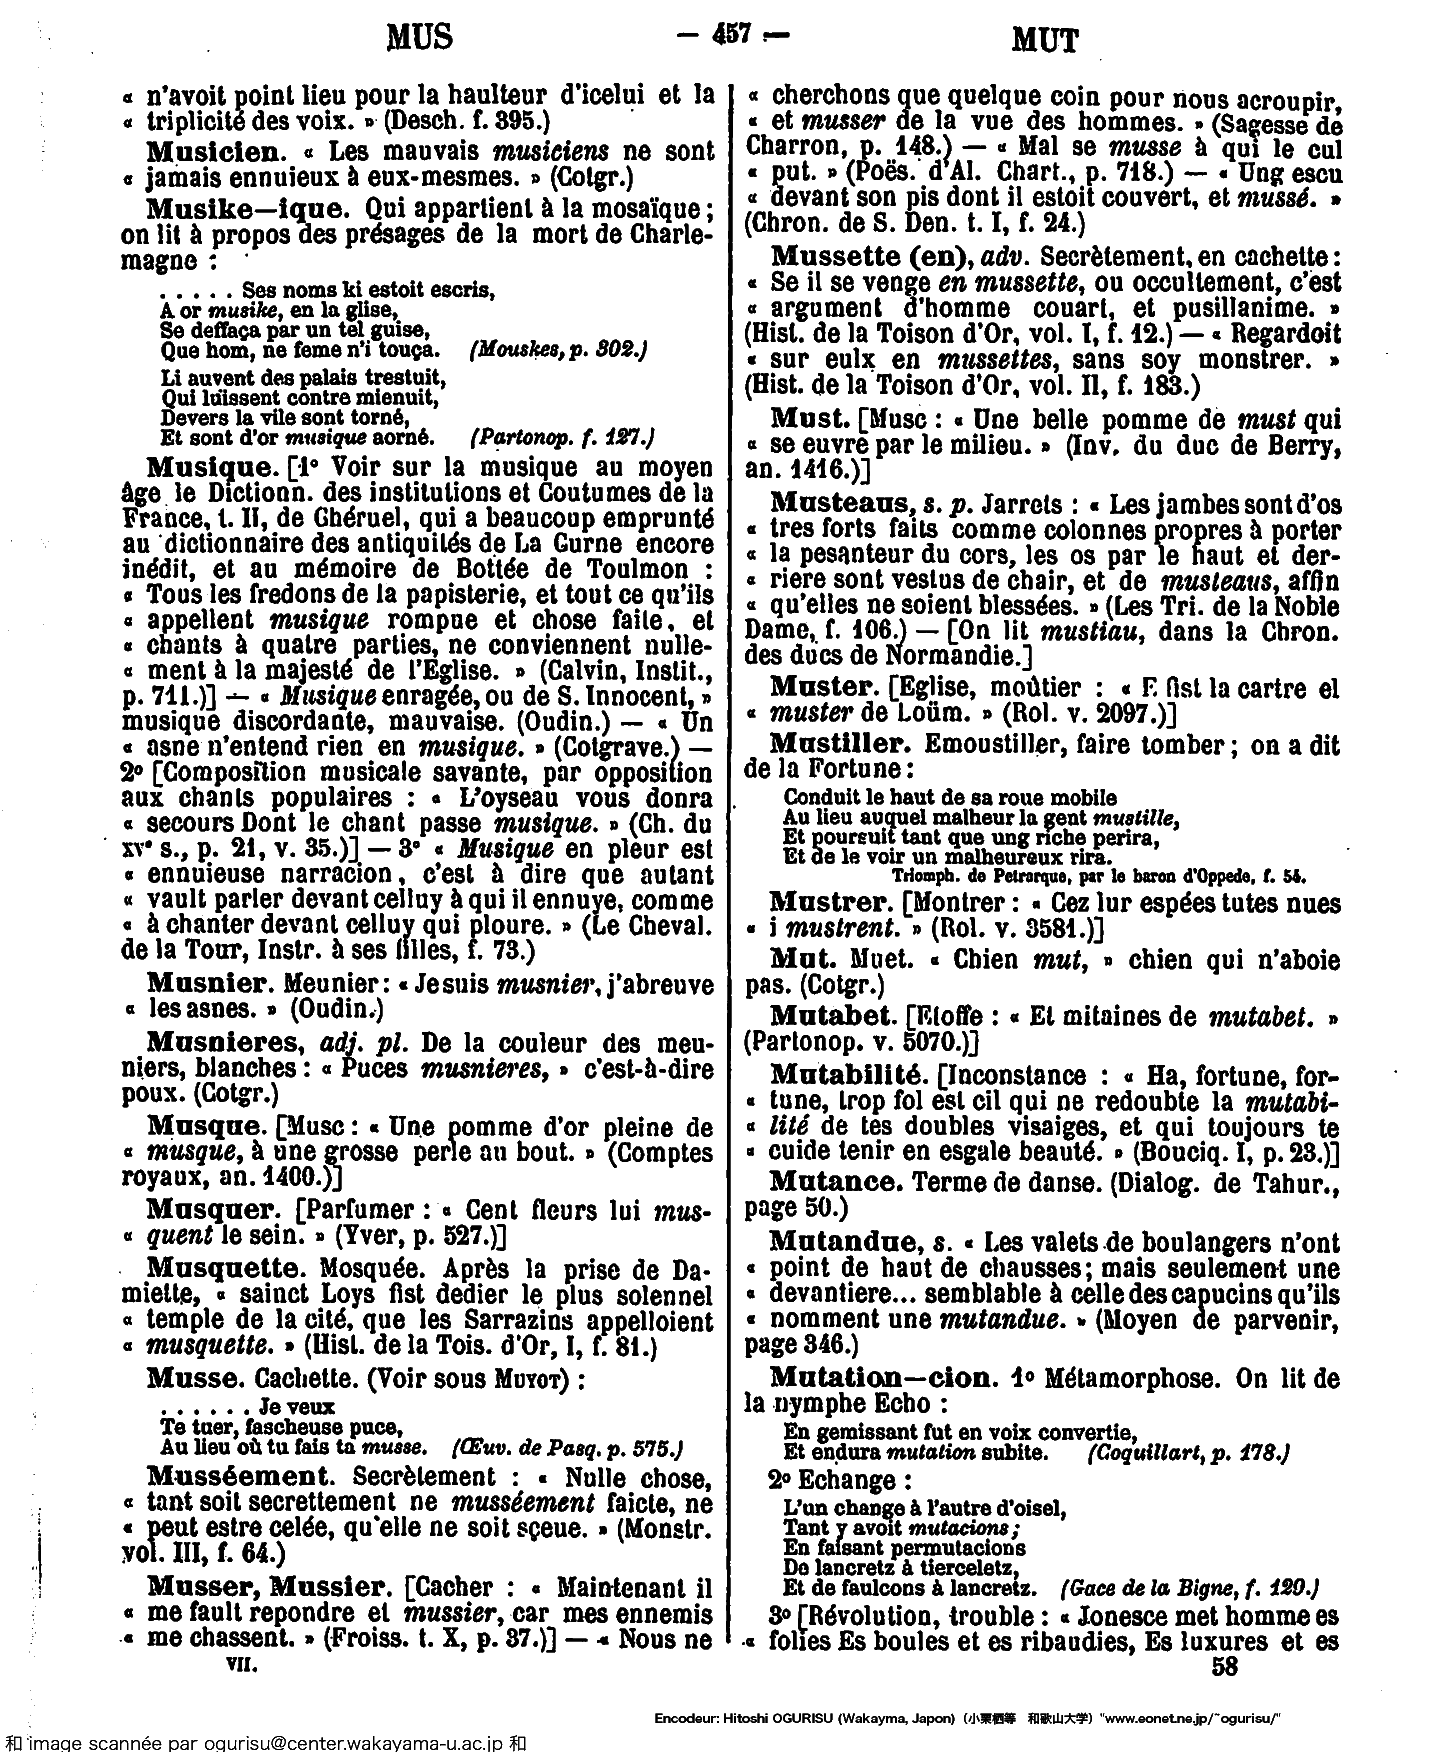 MUS
— 457 —
MUT
« n'avoit point lieu pour la haulteur d'icelui et la
« triplicité des voix. » (Desch. f. 395.)
Musicien. « Les mauvais musiciens ne sont
« jamais ennuieux à eux-mesmes. » (Cotgr.)
Musike—ique. Qui appartient à la mosaïque ;
on lit à propos des présages de la mort de Charle-
magne :
. . . . . Ses noms ki estoit escris,
A or musike, en la glise,
Se deffaça par un tel guise,
Que hom, ne feme n'i touça. (Mouskes, p. 302.)
Li auvent des palais trestuit,
Qui luissent contre mienuit,
Devers la vile sont torné,
Et sont d'or musique aorné. (Partonop. f. 127.)
Musique. [1° Voir sur la musique au moyen
âge le Dictionn. des institutions et Coutumes de la
France, t. II, de Chéruel, qui a beaucoup emprunté
au dictionnaire des antiquités de La Curne encore
inédit, et au mémoire de Bottée de Toulmon :
« Tous les fredons de la papisterie, et tout ce qu'ils
« appellent musique rompue et chose faite, et
« chants à quatre parties, ne conviennent nulle-
« ment à la majesté de l'Eglise. » (Calvin, Instit.,
p. 711.)] — « Musique enragée, ou de S. Innocent, »
musique discordante, mauvaise. (Oudin.) — « Un
« asne n'entend rien en musique. » (Cotgrave.) —
2° [Composition musicale savante, par opposition
aux chants populaires : « L'oyseau vous donra
« secours Dont le chant passe musique. » (Ch. du
xv° s., p. 21, v. 35.)] — 3° « Musique en pleur est
« ennuieuse narracion, c'est à dire que autant
« vault parler devant celluy à qui il ennuye, comme
« à chanter devant celluy qui ploure. » (Le Cheval.
de la Tour, Instr. à ses filles, f. 73.)
Musnier. Meunier : « Je suis musnier, j'abreuve
« les asnes. » (Oudin.)
Musnieres, adj. pl. De la couleur des meu-
niers, blanches : « Puces musnieres, » c'est-à-dire
poux. (Cotgr.)
Musque. [Musc : « Une pomme d'or pleine de
« musque, à une grosse perle au bout. » (Comptes
royaux, an. 1400.)]
Musquer. [Parfumer : « Cent fleurs lui mus-
« quent le sein. » (Yver, p. 527.)]
Musquette. Mosquée. Après la prise de Da-
miette, « sainct Loys fist dedier le plus solennel
« temple de la cité, que les Sarrazins appelloient
« musquette. » (Hist. de la Tois. d'Or, I, f. 81.)
Musse. Cachette. (Voir sous MUYOT) :
. . . . . . Je veux
Te tuer, fascheuse puce,
Au lieu où tu fais ta musse. (Œuv. de Pasq. p. 575.)
Musséement. Secrètement : « Nulle chose,
« tant soit secrettement ne musséement faicte, ne
« peut estre celée, qu'elle ne soit sçeue. » (Monstr.
vol. III, f. 64.)
Musser, Mussier. [Cacher : « Maintenant il
« me fault repondre et mussier, car mes ennemis
« me chassent. » (Froiss. t. X, p. 37.)] — « Nous ne
VII.
« cherchons que quelque coin pour nous acroupir,
« et musser de la vue des hommes. » (Sagesse de
Charron, p. 148.) — « Mal se musse à qui le cul
« put. » (Poës. d'Al. Chart., p. 718.) — « Ung escu
« devant son pis dont il estoit couvert, et mussé. »
(Chron. de S. Den. t. I, f. 24.)
Mussette (en), adv. Secrètement, en cachette :
« Se il se venge en mussette, ou occultement, c'est
« argument d'homme couart, et pusillanime. »
(Hist. de la Toison d'Or, vol. I, f. 12.) — « Regardoit
« sur eulx en mussettes, sans soy monstrer. »
(Hist. de la Toison d'Or, vol. II, f. 183.)
Must. [Musc : « Une belle pomme de must qui
« se euvre par le milieu. » (Inv. du duc de Berry,
an. 1416.)]
Musteaus, s. p. Jarrets : « Les jambes sont d'os
« tres forts faits comme colonnes propres à porter
« la pesanteur du cors, les os par le haut et der-
« riere sont vestus de chair, et de musteaus, affin
« qu'elles ne soient blessées. » (Les Tri. de la Noble
Dame, f. 106.) — [On lit mustiau, dans la Chron.
des ducs de Normandie.]
Muster. [Eglise, moûtier : « E fist la cartre el
« muster de Loüm. » (Rol. v. 2097.)]
Mustiller. Emoustiller, faire tomber ; on a dit
de la Fortune :
Conduit le haut de sa roue mobile
Au lieu auquel malheur la gent mustille,
Et poursuit tant que ung riche perira,
Et de le voir un malheureux rira.
Triomph. de Petrarque, par le baron d'Oppede, f. 54.
Mustrer. [Montrer : « Cez lur espées tutes nues
« i mustrent. » (Rol. v. 3581.)]
Mut. Muet. « Chien mut, » chien qui n'aboie
pas. (Cotgr.)
Mutabet. [Etoffe : « Et mitaines de mutabet. »
(Partonop. v. 5070.)]
Mutabilité. [Inconstance : « Ha, fortune, for-
« tune, trop fol est cil qui ne redoubte la mutabi-
« lité de tes doubles visaiges, et qui toujours te
« cuide tenir en esgale beauté. » (Bouciq. I, p. 23.)]
Mutance. Terme de danse. (Dialog. de Tahur.,
page 50.)
Mutandue, s. « Les valets de boulangers n'ont
« point de haut de chausses ; mais seulement une
« devantiere... semblable à celle des capucins qu'ils
« nomment une mutandue. » (Moyen de parvenir,
page 346.)
Mutation—cion. 1° Métamorphose. On lit de
la nymphe Echo :
En gemissant fut en voix convertie,
Et endura mutation subite. (Coquillart, p. 178.)
2° Echange :
L'un change à l'autre d'oisel,
Tant y avoit mutacions ;
En faisant permutacions
De lancretz à tierceletz,
Et de faulcons à lancretz. (Gace de la Bigne, f. 120.)
3° [Révolution, trouble : « Jonesce met homme es
« folies Es boules et es ribaudies, Es luxures et es
58
Encodeur: Hitoshi OGURISU (Wakayma, Japon) (小栗栖等 和歌山大学) "www.eonet.ne.jp/~ogurisu/"
和 image scannée par ogurisu@center.wakayama-u.ac.jp 和